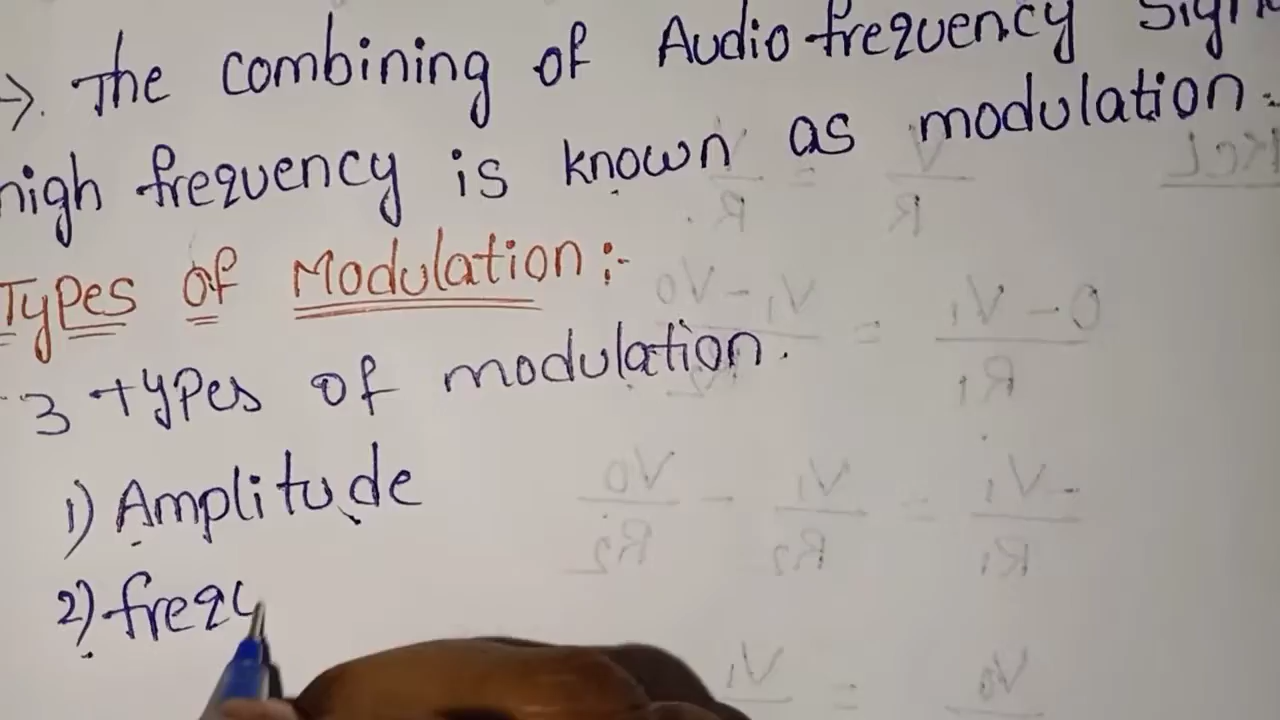 →. The combining of Audio frequency
high frequency is known as modulation.
Types of Modulation :-
3 types of modulation.
1) Amplitude
2) frequ